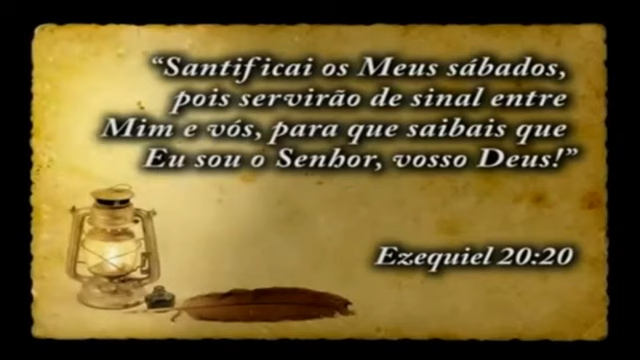 “Santificai os Meus sábados,
pois servirão de sinal entre
Mim e vós, para que saibais que
Eu sou o Senhor, vosso Deus!”
Ezequiel 20:20